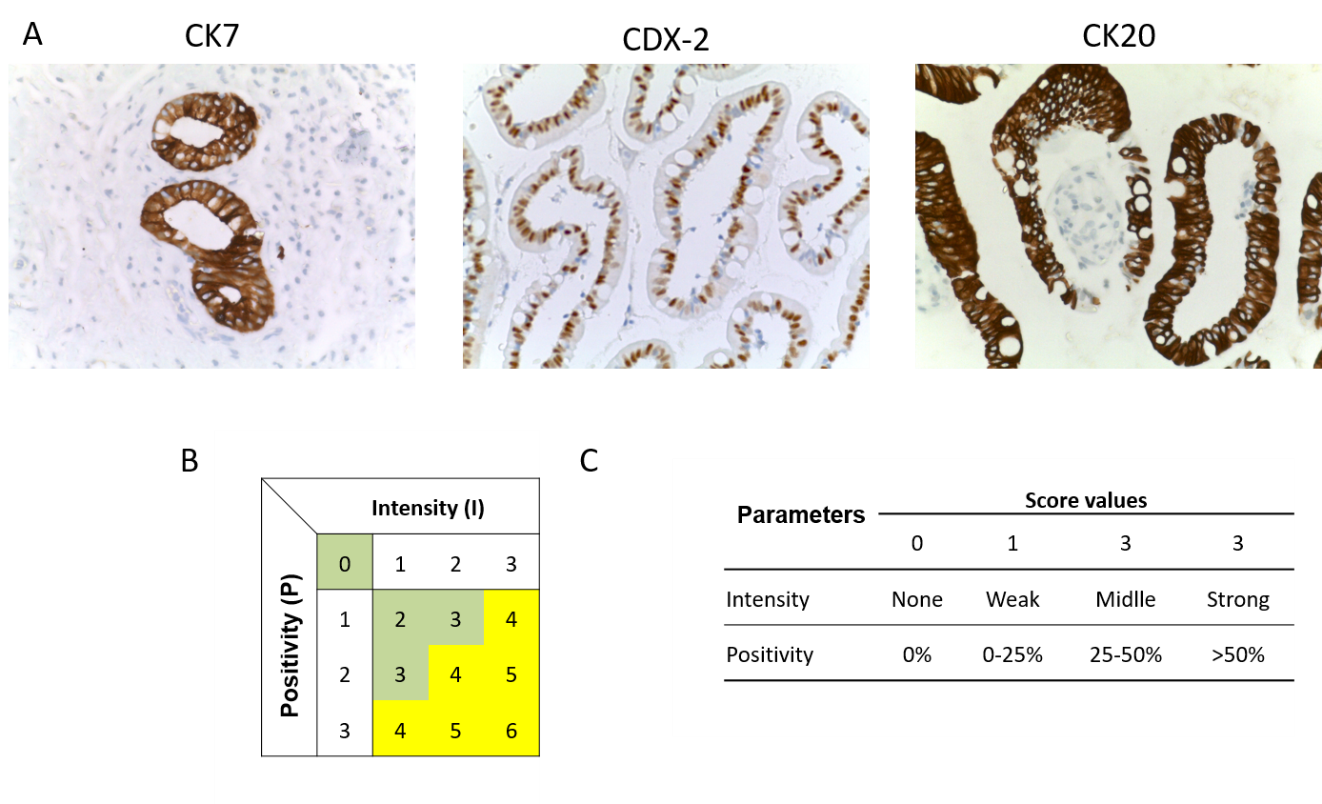 A
CK7
CDX-2
CK20
B
Intensity (I)
Positivity (P)
0 1 2 3
1 2 3 4
2 3 4 5
3 4 5 6
C
Parameters
Score values
0 1 3 3
Intensity None Weak Midlle Strong
Positivity 0% 0-25% 25-50% >50%